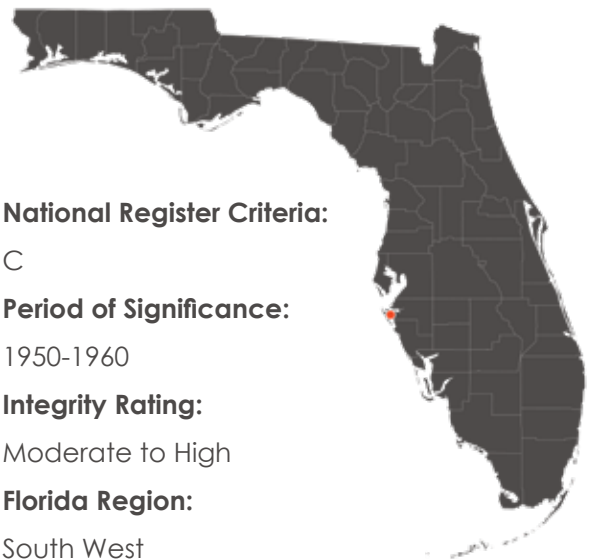 National Register Criteria:
C
Period of Significance:
1950-1960
Integrity Rating:
Moderate to High
Florida Region:
South West